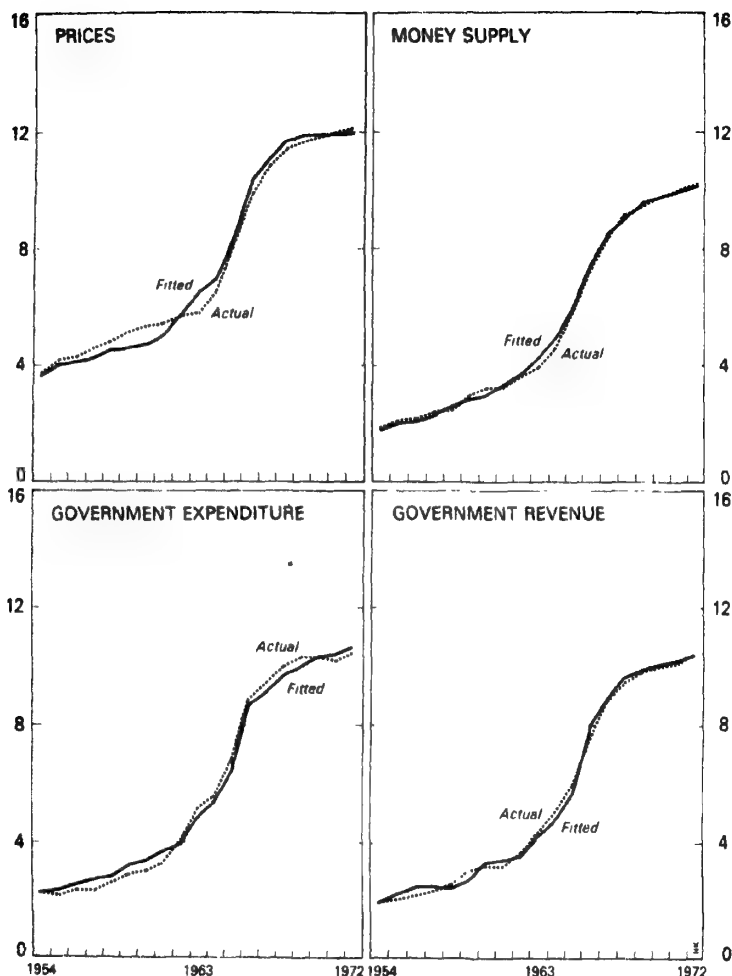 16
PRICES
12
8
Fitted
Actual
4
0
MONEY SUPPLY
16
12
8
Fitted
Actual
4
0
16
GOVERNMENT EXPENDITURE
12
Actual
Fitted
8
4
0
1954
1963
1972
GOVERNMENT REVENUE
16
12
8
Actual
Fitted
4
0
1954
1963
1972